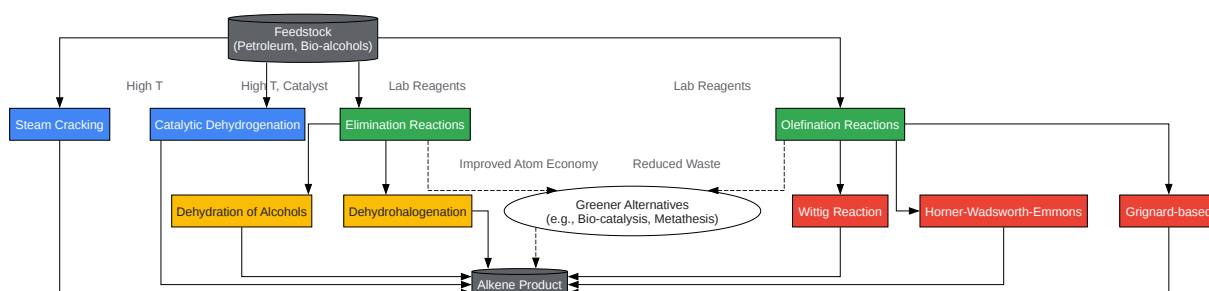 Feedstock
(Petroleum, Bio-alcohols)
High T
High T, Catalyst
Lab Reagents
Lab Reagents
Steam Cracking
Catalytic Dehydrogenation
Elimination Reactions
Olefination Reactions
Improved Atom Economy
Reduced Waste
Dehydration of Alcohols
Dehydrohalogenation
Greener Alternatives
(e.g., Bio-catalysis, Metathesis)
Wittig Reaction
Horner-Wadsworth-Emmons
Grignard-based
Alkene Product